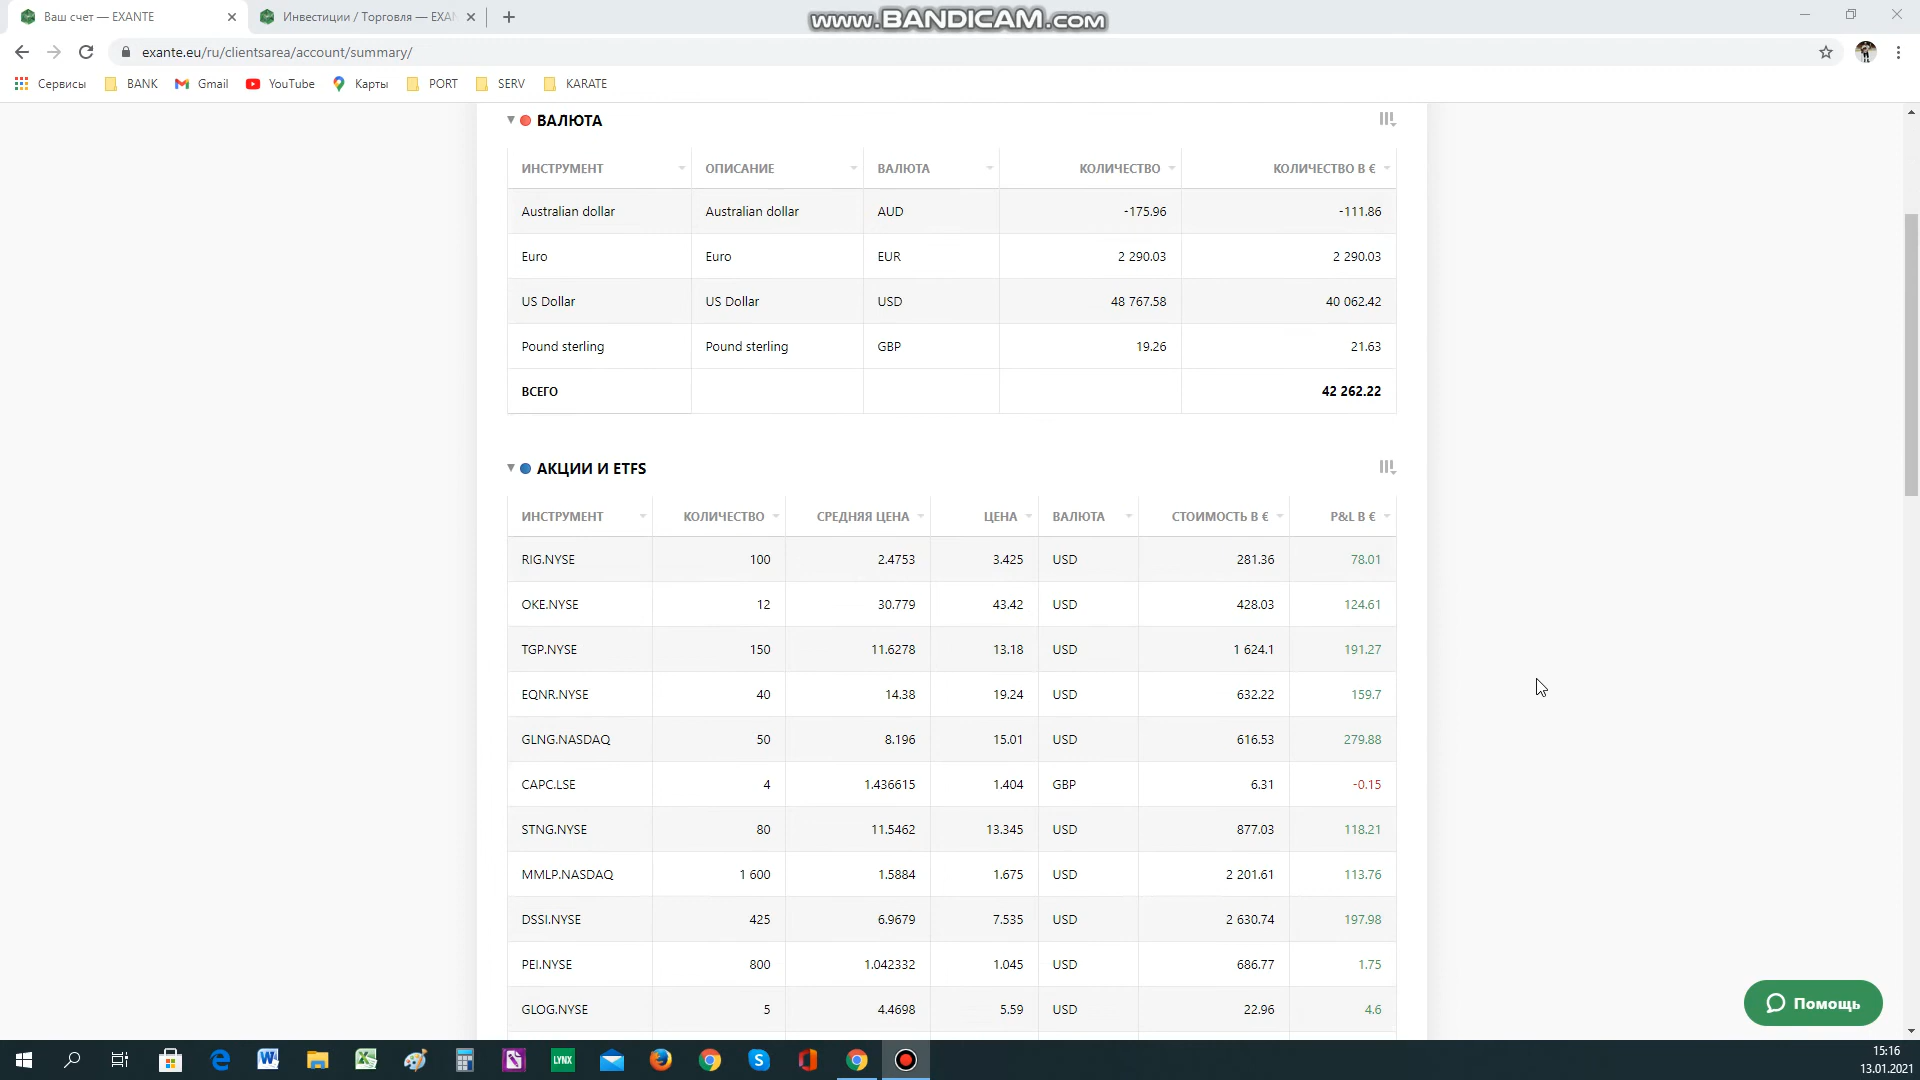 Ваш счет — EXANTE
Инвестиции / Торговля — EXAN
www.BANDICAM.com
exante.eu/ru/clientsarea/account/summary/
Сервисы BANK Gmail YouTube Карты PORT SERV KARATE
ВАЛЮТА
ИНСТРУМЕНТ ОПИСАНИЕ ВАЛЮТА КОЛИЧЕСТВО КОЛИЧЕСТВО В €
Australian dollar Australian dollar AUD -175.96 -111.86
Euro Euro EUR 2 290.03 2 290.03
US Dollar US Dollar USD 48 767.58 40 062.42
Pound sterling Pound sterling GBP 19.26 21.63
ВСЕГО 42 262.22
АКЦИИ И ETFS
ИНСТРУМЕНТ КОЛИЧЕСТВО СРЕДНЯЯ ЦЕНА ЦЕНА ВАЛЮТА СТОИМОСТЬ В € P&L В €
RIG.NYSE 100 2.4753 3.425 USD 281.36 78.01
OKE.NYSE 12 30.779 43.42 USD 428.03 124.61
TGP.NYSE 150 11.6278 13.18 USD 1 624.1 191.27
EQNR.NYSE 40 14.38 19.24 USD 632.22 159.7
GLNG.NASDAQ 50 8.196 15.01 USD 616.53 279.88
CAPC.LSE 4 1.436615 1.404 GBP 6.31 -0.15
STNG.NYSE 80 11.5462 13.345 USD 877.03 118.21
MMLP.NASDAQ 1 600 1.5884 1.675 USD 2 201.61 113.76
DSSI.NYSE 425 6.9679 7.535 USD 2 630.74 197.98
PEI.NYSE 800 1.042332 1.045 USD 686.77 1.75
GLOG.NYSE 5 4.4698 5.59 USD 22.96 4.6
Помощь
LYNX
15:16
13.01.2021